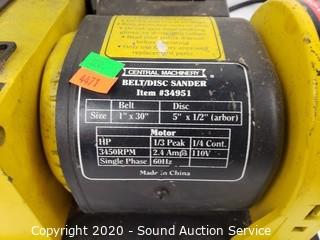 4471
CENTRAL MACHINERY
BELT/DISC SANDER
Item #34951
Belt Disc
Size 1" x 30" 5" x 1/2" (arbor)
Motor
HP 1/3 Peak 1/4 Cont.
3450RPM 2.4 Amps 110V
Single Phase 60Hz
Made in China
Copyright 2020 - Sound Auction Service